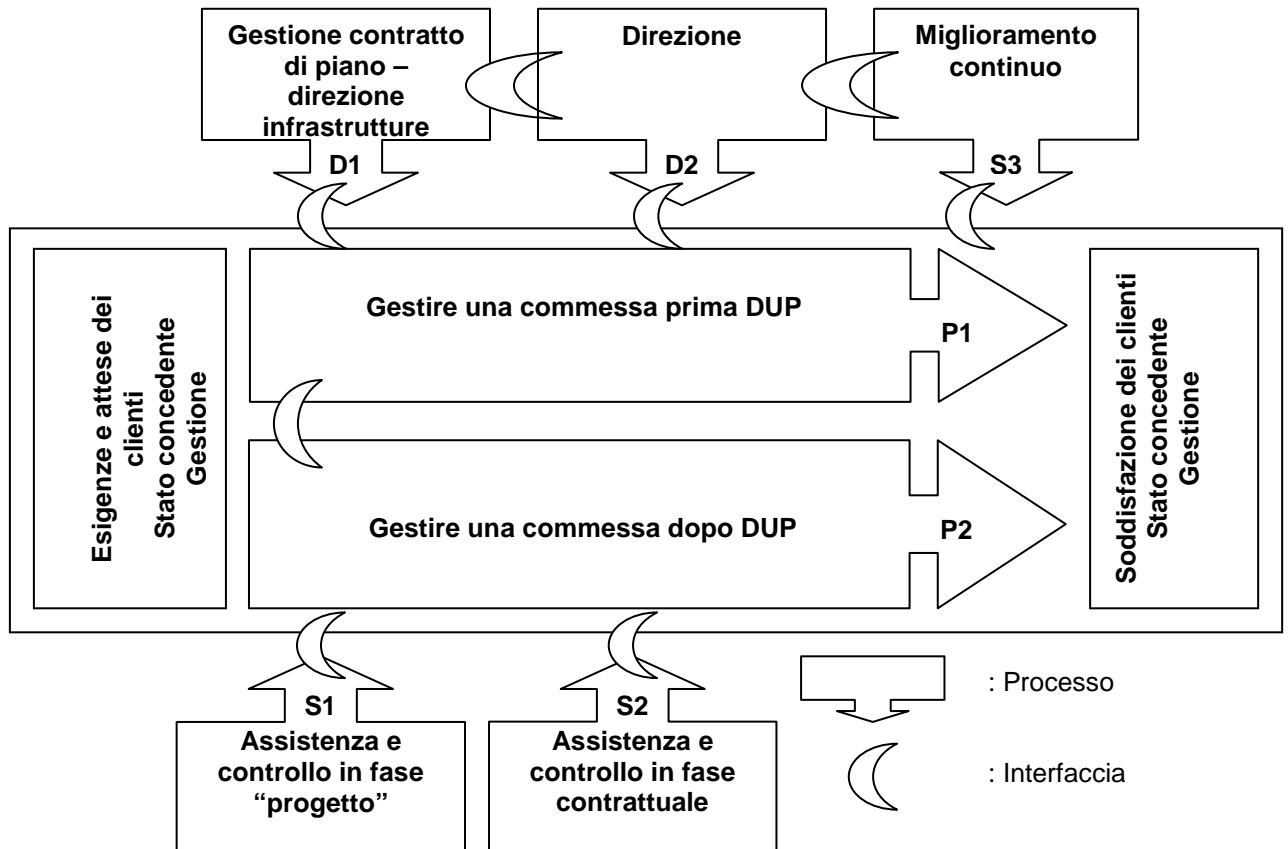 Gestione contratto
di piano –
direzione
infrastrutture
D1
Direzione
D2
Miglioramento
continuo
S3
Esigenze e attese dei
clienti
Stato concedente
Gestione
Gestire una commessa prima DUP
P1
Gestire una commessa dopo DUP
P2
Soddisfazione dei clienti
Stato concedente
Gestione
S1
Assistenza e
controllo in fase
“progetto”
S2
Assistenza e
controllo in fase
contrattuale
: Processo
: Interfaccia